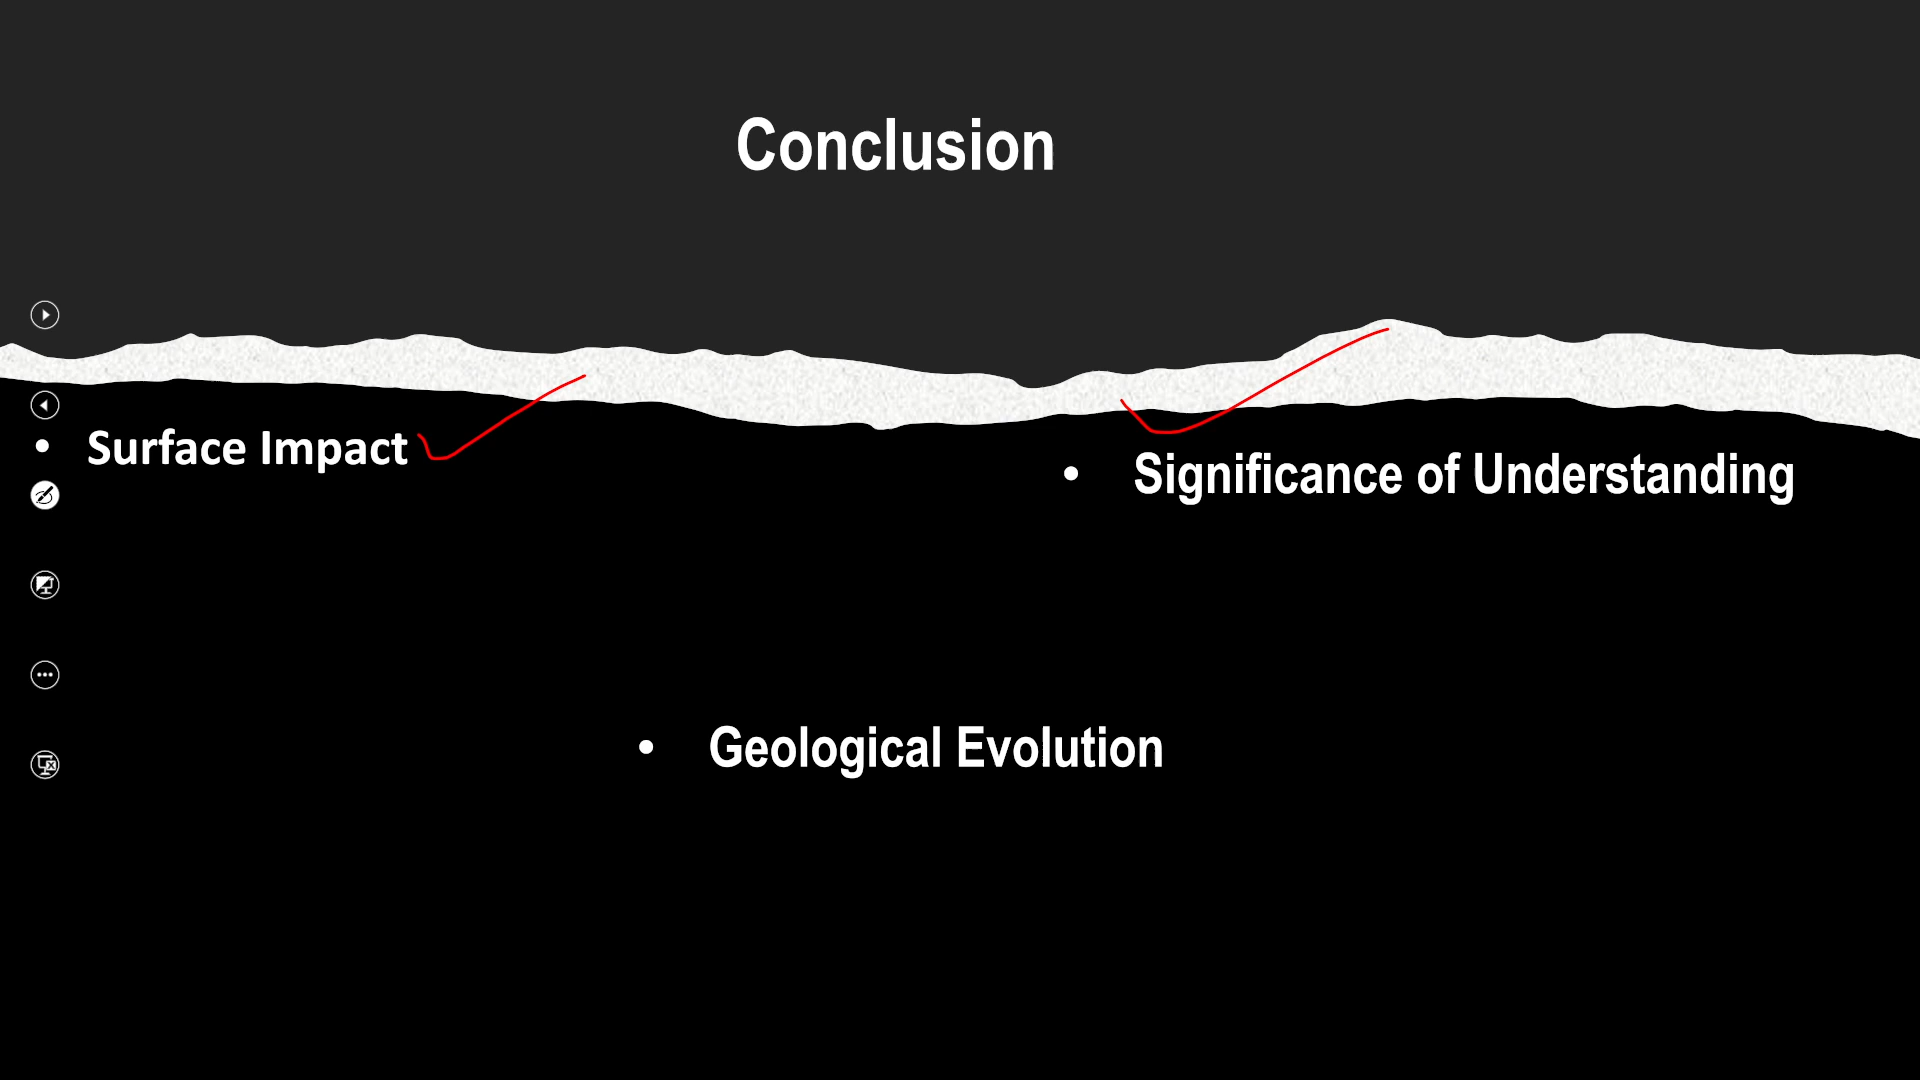 Conclusion
• Surface Impact
• Significance of Understanding
• Geological Evolution